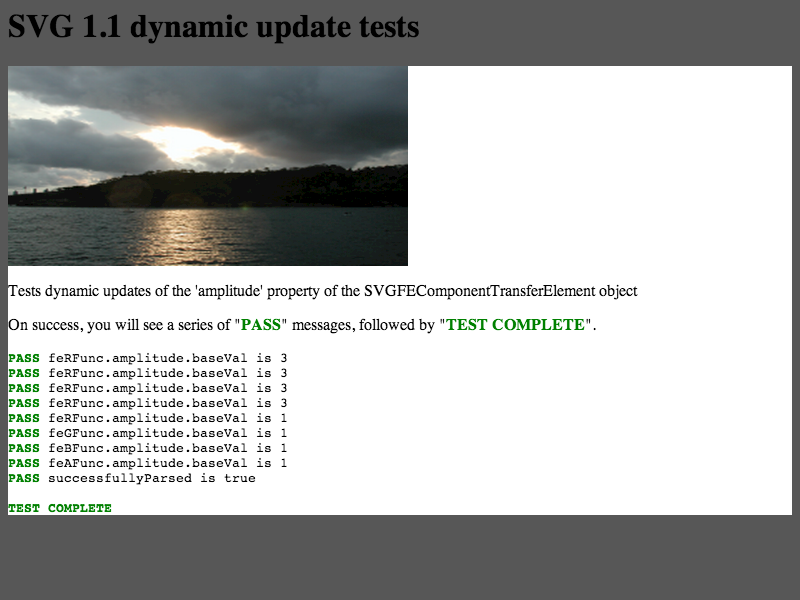 SVG 1.1 dynamic update tests
Tests dynamic updates of the 'amplitude' property of the SVGFEComponentTransferElement object
On success, you will see a series of "PASS" messages, followed by "TEST COMPLETE".
PASS feRFunc.amplitude.baseVal is 3
PASS feRFunc.amplitude.baseVal is 3
PASS feRFunc.amplitude.baseVal is 3
PASS feRFunc.amplitude.baseVal is 3
PASS feRFunc.amplitude.baseVal is 1
PASS feGFunc.amplitude.baseVal is 1
PASS feBFunc.amplitude.baseVal is 1
PASS feAFunc.amplitude.baseVal is 1
PASS successfullyParsed is true
TEST COMPLETE